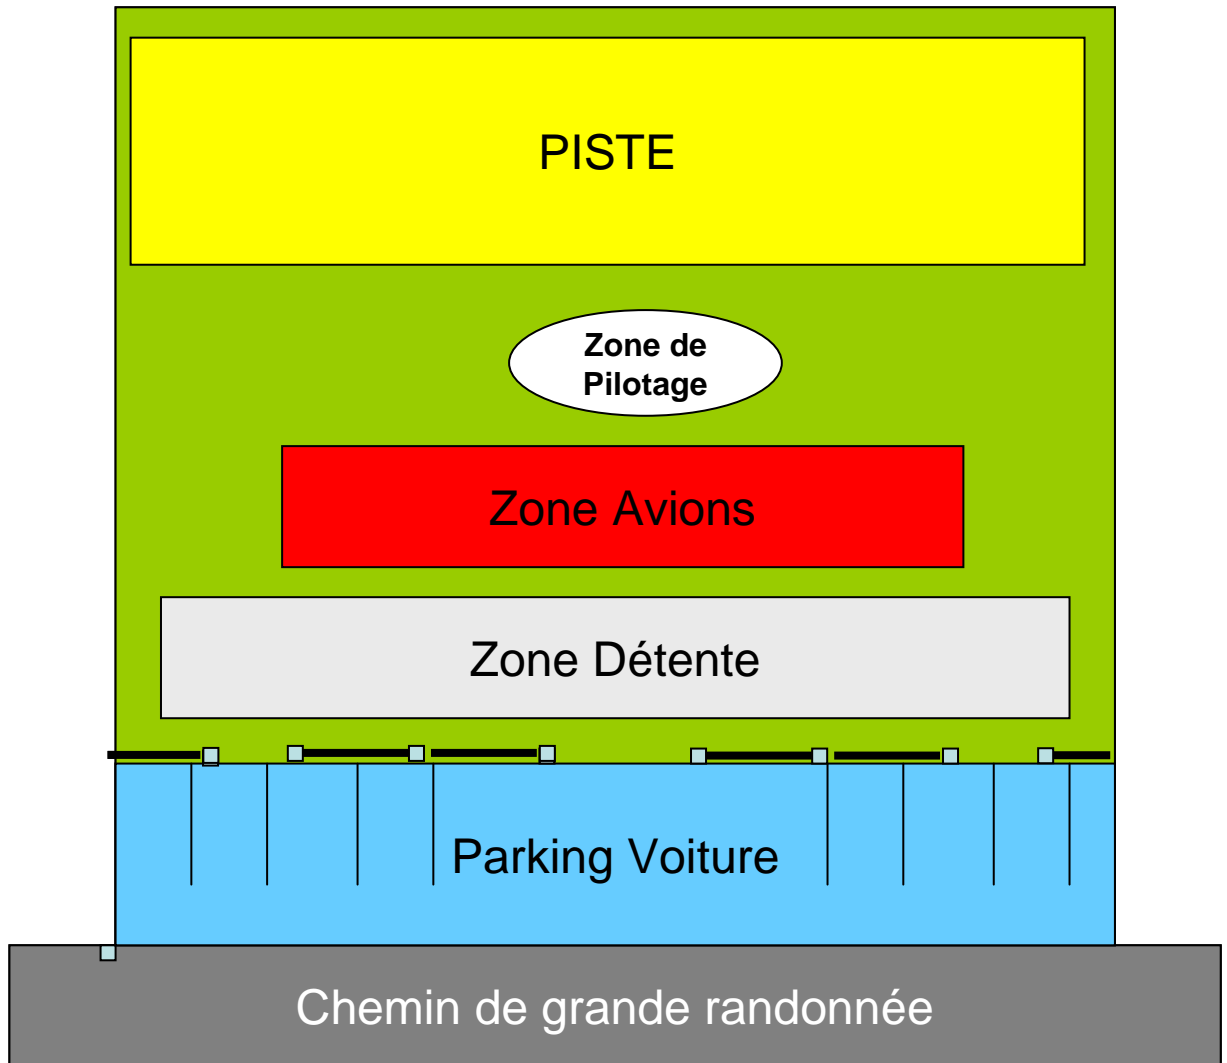 PISTE
Zone de
Pilotage
Zone Avions
Zone Détente
Parking Voiture
Chemin de grande randonnée